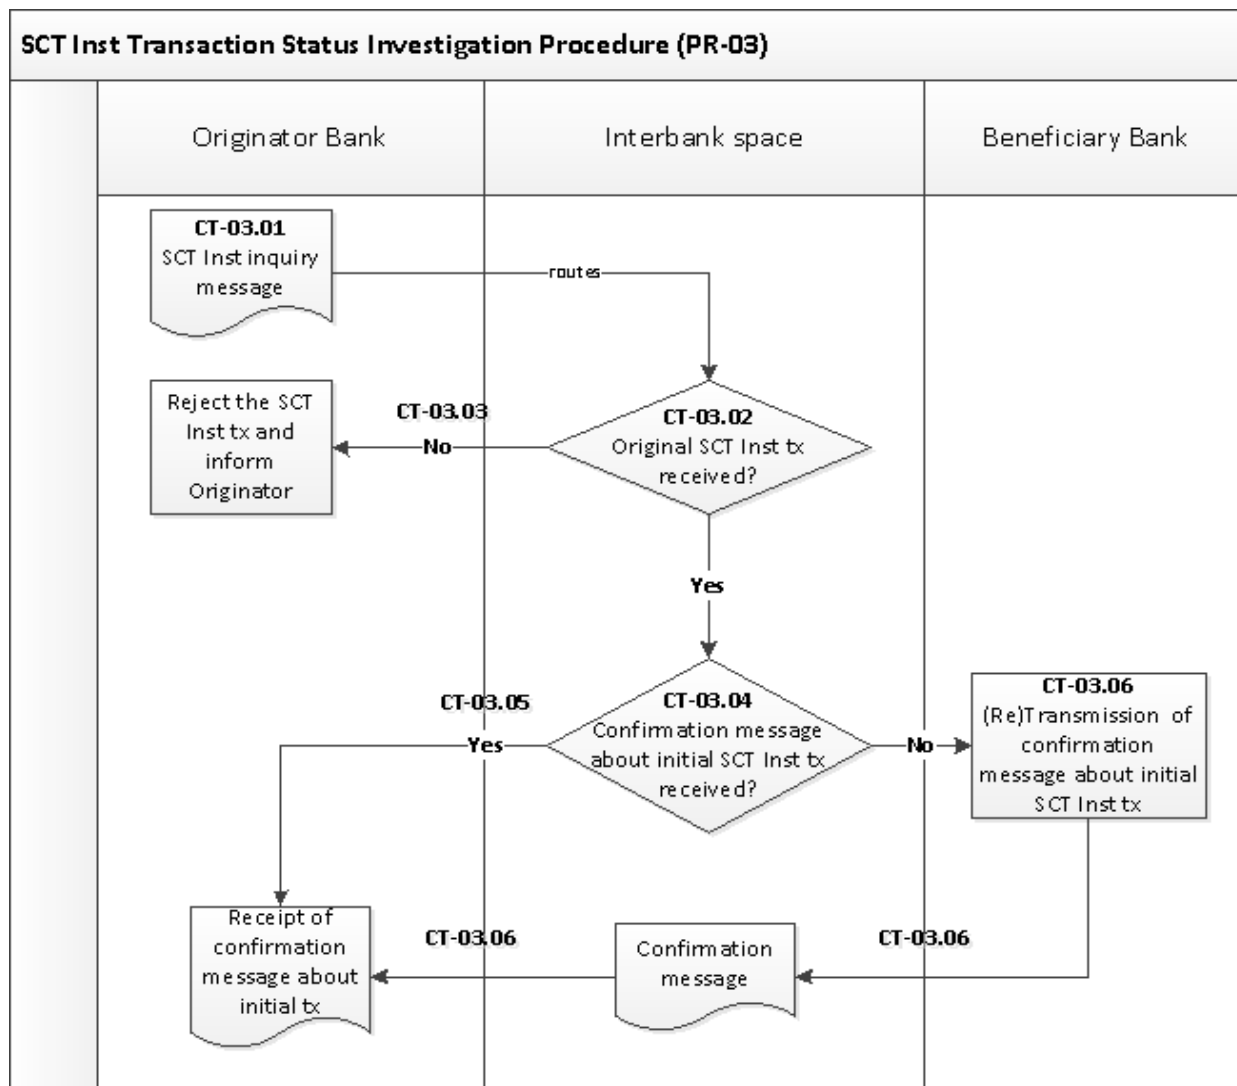 SCT Inst Transaction Status Investigation Procedure (PR-03)
Originator Bank
Interbank space
Beneficiary Bank
CT-03.01
SCT Inst inquiry
message
routes
Reject the SCT
Inst tx and
inform
Originator
CT-03.03
No
CT-03.02
Original SCT Inst tx
received?
Yes
CT-03.05
Yes
CT-03.04
Confirmation message
about initial SCT Inst tx
received?
No
CT-03.06
(Re)Transmission of
confirmation
message about initial
SCT Inst tx
Receipt of
confirmation
message about
initial tx
CT-03.06
Confirmation
message
CT-03.06